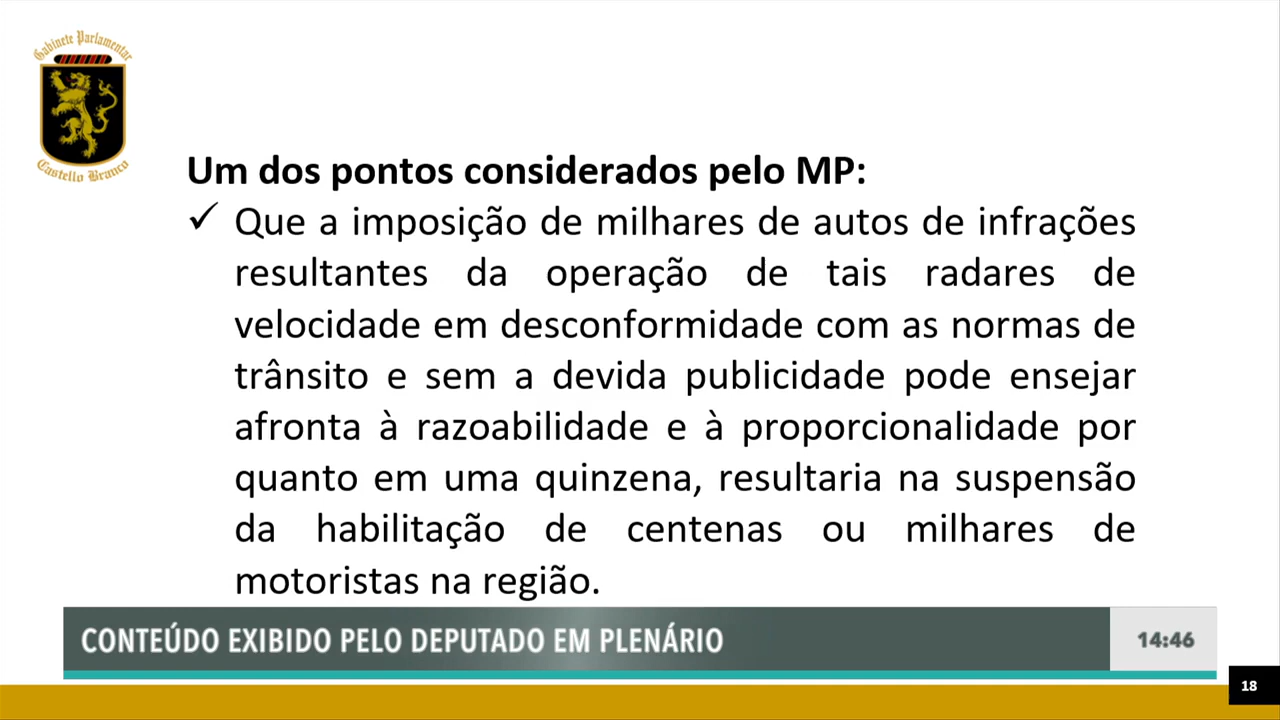 Gabinete Parlamentar
Castello Branco
Um dos pontos considerados pelo MP:
✓ Que a imposição de milhares de autos de infrações
resultantes da operação de tais radares de
velocidade em desconformidade com as normas de
trânsito e sem a devida publicidade pode ensejar
afronta à razoabilidade e à proporcionalidade por
quanto em uma quinzena, resultaria na suspensão
da habilitação de centenas ou milhares de
motoristas na região.
CONTEÚDO EXIBIDO PELO DEPUTADO EM PLENÁRIO
14:46
18